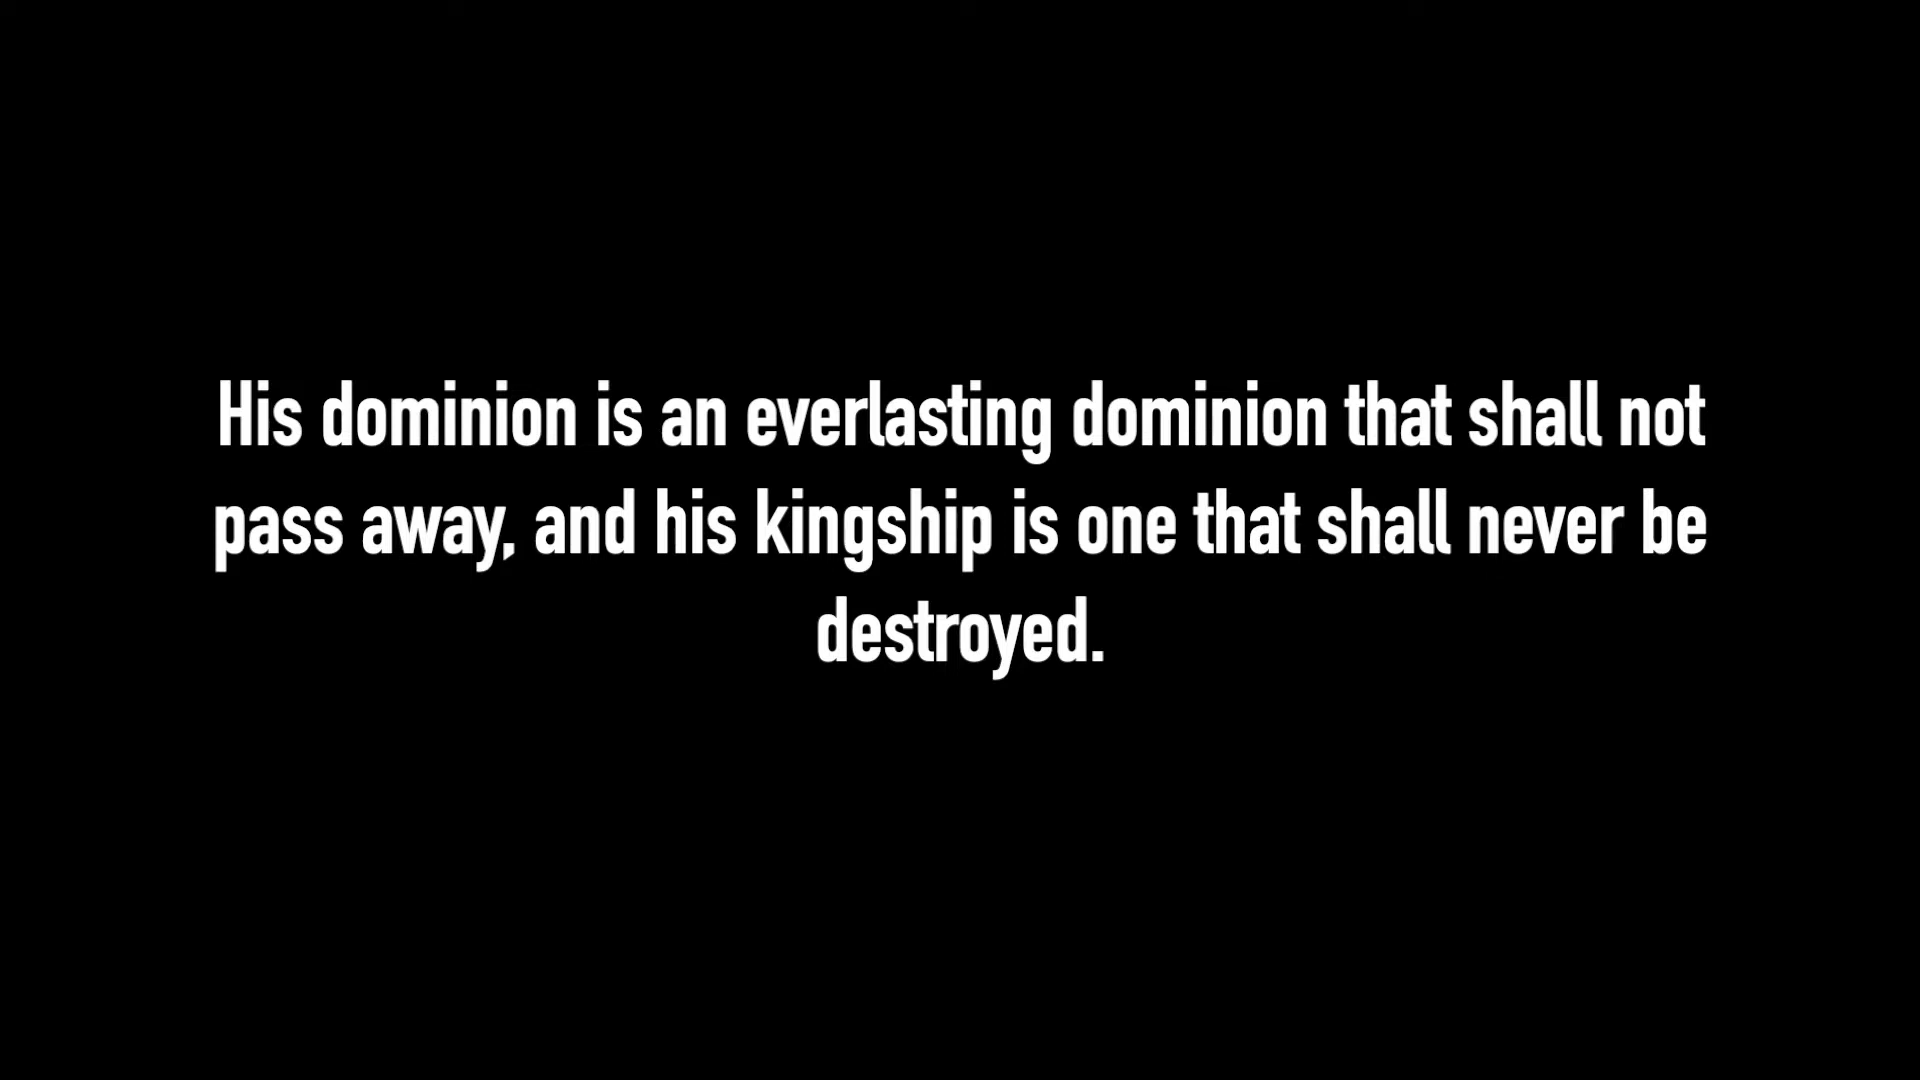 His dominion is an everlasting dominion that shall not
pass away, and his kingship is one that shall never be
destroyed.